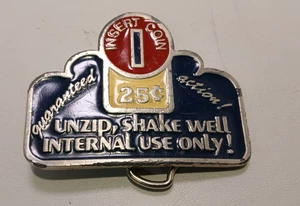 INSERT COIN
25¢
guaranteed action!
UNZIP, SHAKE WELL
INTERNAL USE ONLY!